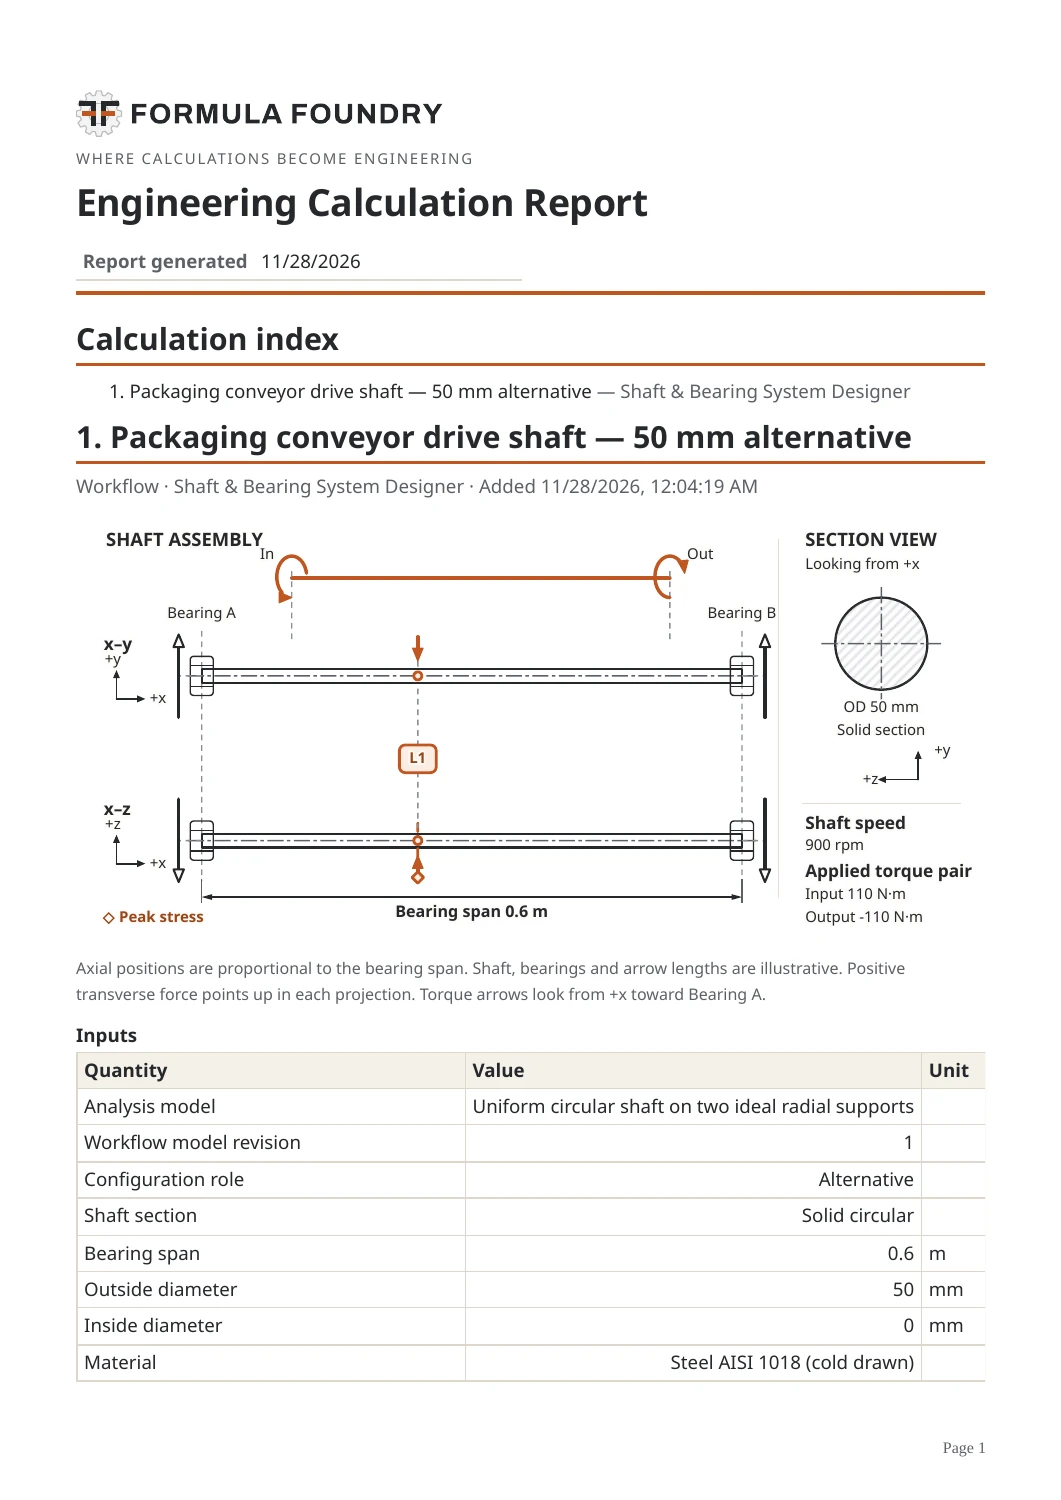 FORMULA FOUNDRY
WHERE CALCULATIONS BECOME ENGINEERING
Engineering Calculation Report
Report generated 11/28/2026
Calculation index
1. Packaging conveyor drive shaft — 50 mm alternative — Shaft & Bearing System Designer
1. Packaging conveyor drive shaft — 50 mm alternative
Workflow · Shaft & Bearing System Designer · Added 11/28/2026, 12:04:19 AM
SHAFT ASSEMBLY
In
Out
Bearing A
Bearing B
x–y
+y
+x
L1
x–z
+z
+x
Bearing span 0.6 m
◇ Peak stress
SECTION VIEW
Looking from +x
OD 50 mm
Solid section
+y
+z
Shaft speed
900 rpm
Applied torque pair
Input 110 N·m
Output -110 N·m
Axial positions are proportional to the bearing span. Shaft, bearings and arrow lengths are illustrative. Positive
transverse force points up in each projection. Torque arrows look from +x toward Bearing A.
Inputs
Quantity Value Unit
Analysis model Uniform circular shaft on two ideal radial supports
Workflow model revision 1
Configuration role Alternative
Shaft section Solid circular
Bearing span 0.6 m
Outside diameter 50 mm
Inside diameter 0 mm
Material Steel AISI 1018 (cold drawn)
Page 1